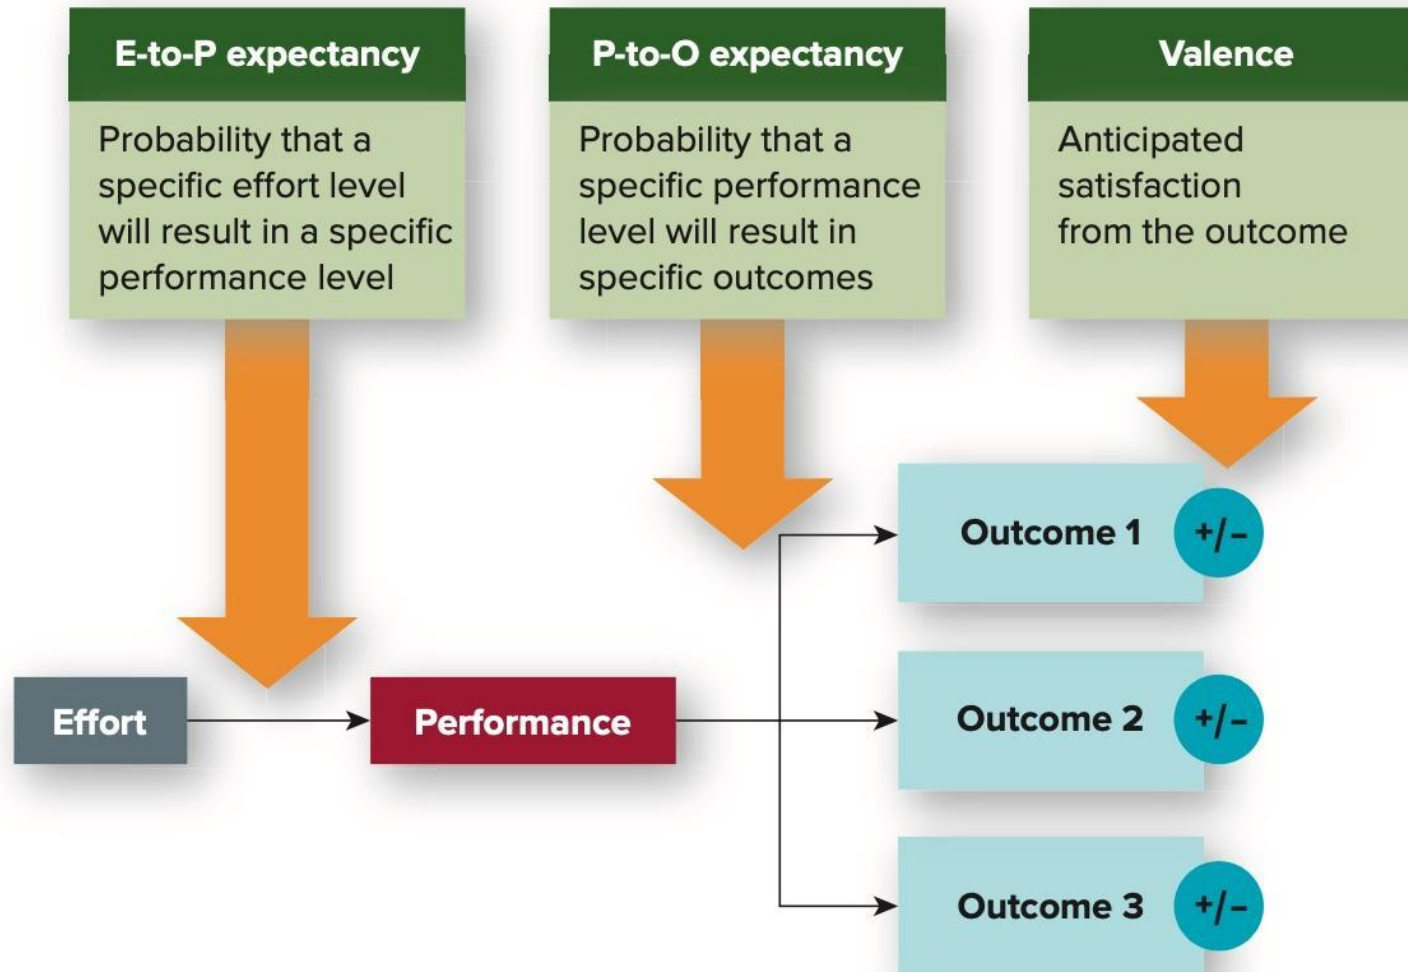 E-to-P expectancy
Probability that a
specific effort level
will result in a specific
performance level
P-to-O expectancy
Probability that a
specific performance
level will result in
specific outcomes
Valence
Anticipated
satisfaction
from the outcome
Effort
Performance
Outcome 1
+/–
Outcome 2
+/–
Outcome 3
+/–